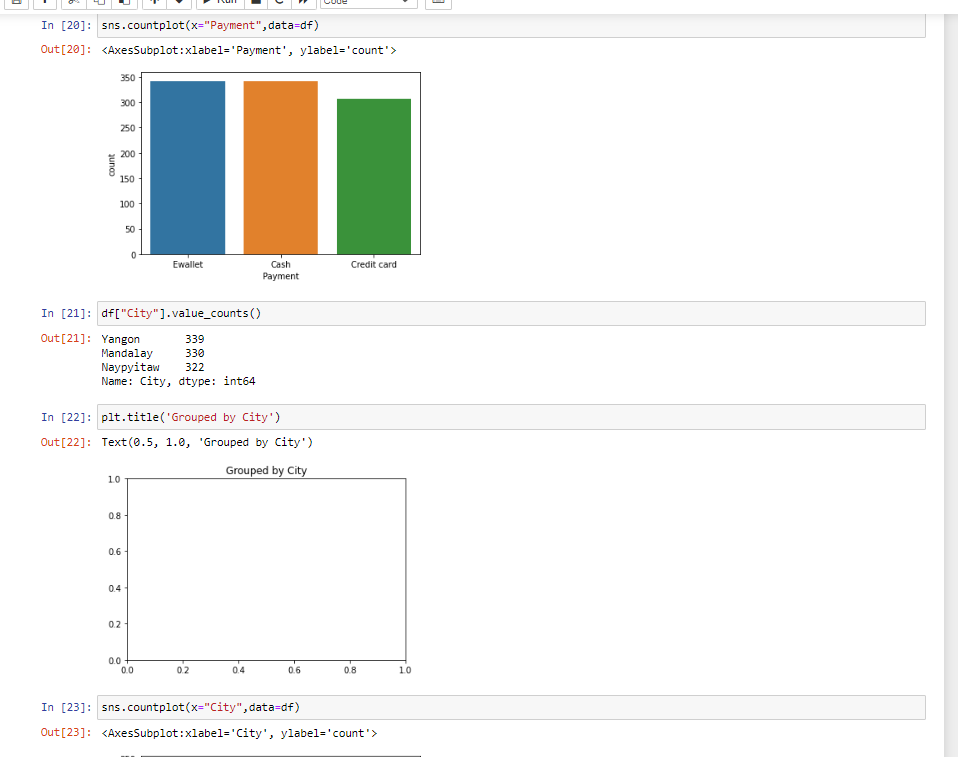 Run
Code
In [20]: sns.countplot(x="Payment",data=df)
Out[20]: <AxesSubplot:xlabel='Payment', ylabel='count'>
350
300
250
200
150
100
50
0
count
Ewallet Cash Credit card
Payment
In [21]: df["City"].value_counts()
Out[21]: Yangon 339
Mandalay 330
Naypyitaw 322
Name: City, dtype: int64
In [22]: plt.title('Grouped by City')
Out[22]: Text(0.5, 1.0, 'Grouped by City')
Grouped by City
1.0
0.8
0.6
0.4
0.2
0.0
0.0 0.2 0.4 0.6 0.8 1.0
In [23]: sns.countplot(x="City",data=df)
Out[23]: <AxesSubplot:xlabel='City', ylabel='count'>